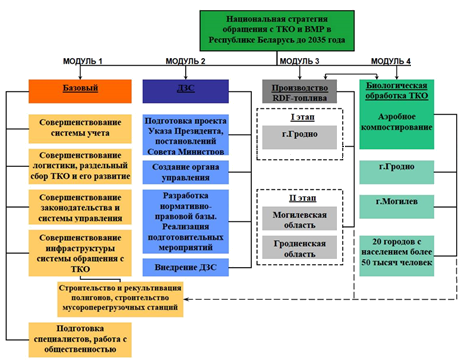 Национальная стратегия
обращения с ТКО и ВМР в
Республике Беларусь до 2035 года
МОДУЛЬ 1
МОДУЛЬ 2
МОДУЛЬ 3
МОДУЛЬ 4
Базовый
Совершенствование
системы учета
Совершенствование
логистики, раздельный
сбор ТКО и его развитие
Совершенствование
законодательства и
системы управления
Совершенствование
инфраструктуры
системы обращения с
ТКО
Строительство и рекультивация
полигонов, строительство
мусороперегрузочных станций
Подготовка
специалистов, работа с
общественностью
ДЗС
Подготовка проекта
Указа Президента,
постановлений
Совета Министров
Создание органа
управления
Разработка
нормативно-
правовой базы.
Реализация
подготовительных
мероприятий
Внедрение ДЗС
Производство
RDF-топлива
I этап
г.Гродно
II этап
Могилевская
область
Гродненская
область
Биологическая
обработка ТКО
Аэробное
компостирование
г.Гродно
г.Могилев
20 городов с
населением более
50 тысяч человек